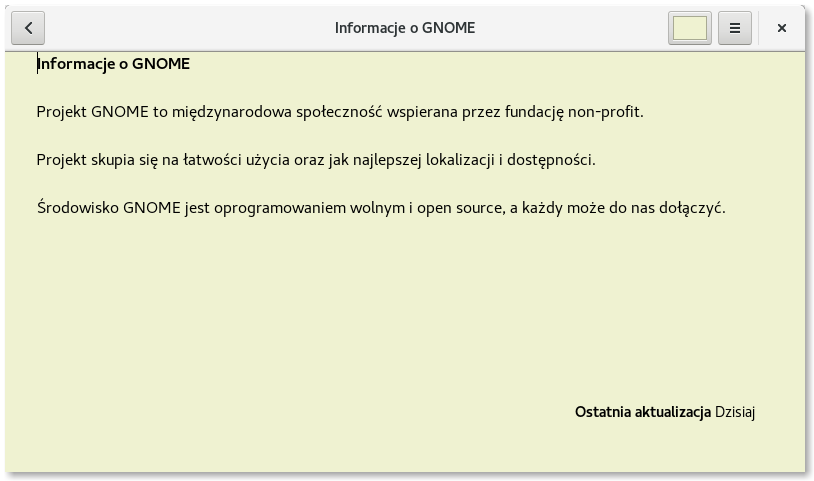 Informacje o GNOME
Informacje o GNOME
Projekt GNOME to międzynarodowa społeczność wspierana przez fundację non-profit.
Projekt skupia się na łatwości użycia oraz jak najlepszej lokalizacji i dostępności.
Środowisko GNOME jest oprogramowaniem wolnym i open source, a każdy może do nas dołączyć.
Ostatnia aktualizacja Dzisiaj